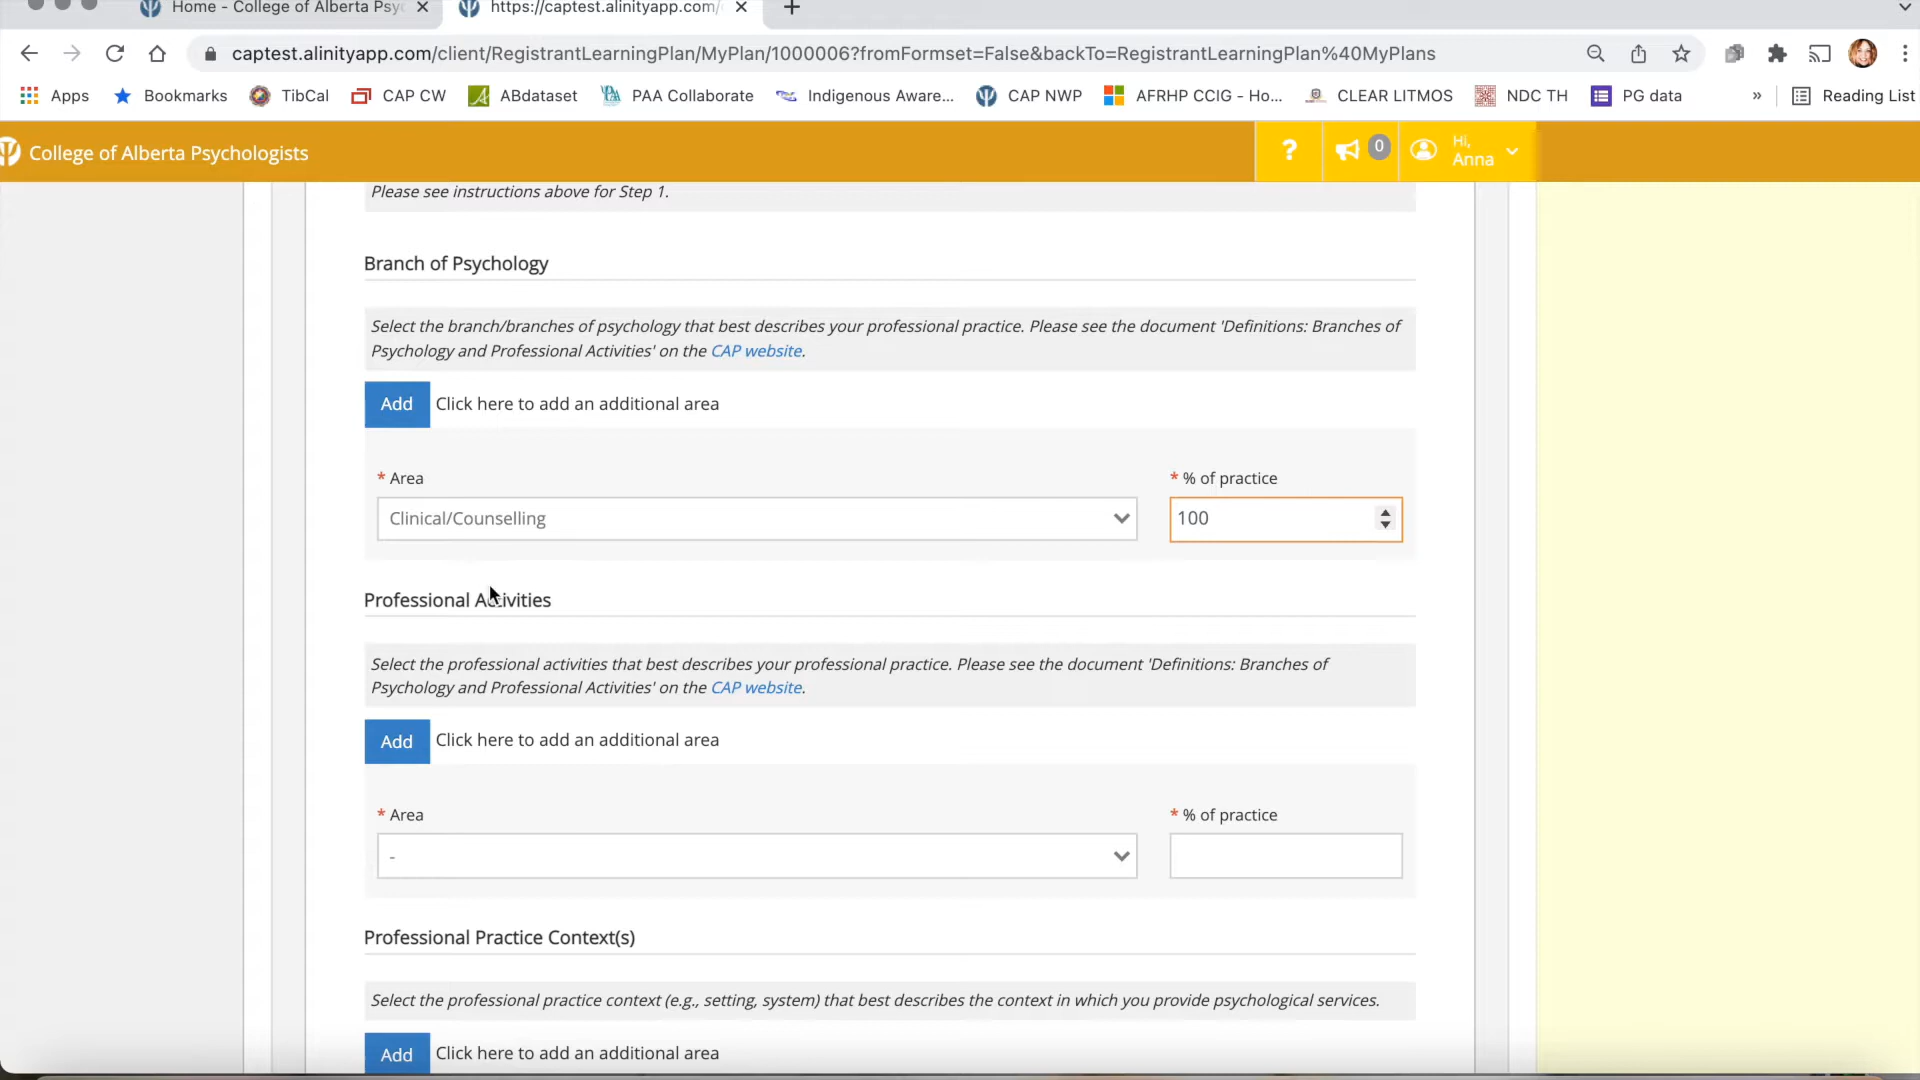 Home - College of Alberta Psyc
https://captest.alinityapp.com/
captest.alinityapp.com/client/RegistrantLearningPlan/MyPlan/1000006?fromFormset=False&backTo=RegistrantLearningPlan%40MyPlans
Apps Bookmarks TibCal CAP CW ABdataset PAA Collaborate Indigenous Aware... CAP NWP AFRHP CCIG - Ho... CLEAR LITMOS NDC TH PG data » Reading List
College of Alberta Psychologists
? 0 Hi,
Anna
Please see instructions above for Step 1.
Branch of Psychology
Select the branch/branches of psychology that best describes your professional practice. Please see the document 'Definitions: Branches of
Psychology and Professional Activities' on the CAP website.
Add Click here to add an additional area
* Area * % of practice
Clinical/Counselling 100
Professional Activities
Select the professional activities that best describes your professional practice. Please see the document 'Definitions: Branches of
Psychology and Professional Activities' on the CAP website.
Add Click here to add an additional area
* Area * % of practice
-
Professional Practice Context(s)
Select the professional practice context (e.g., setting, system) that best describes the context in which you provide psychological services.
Add Click here to add an additional area